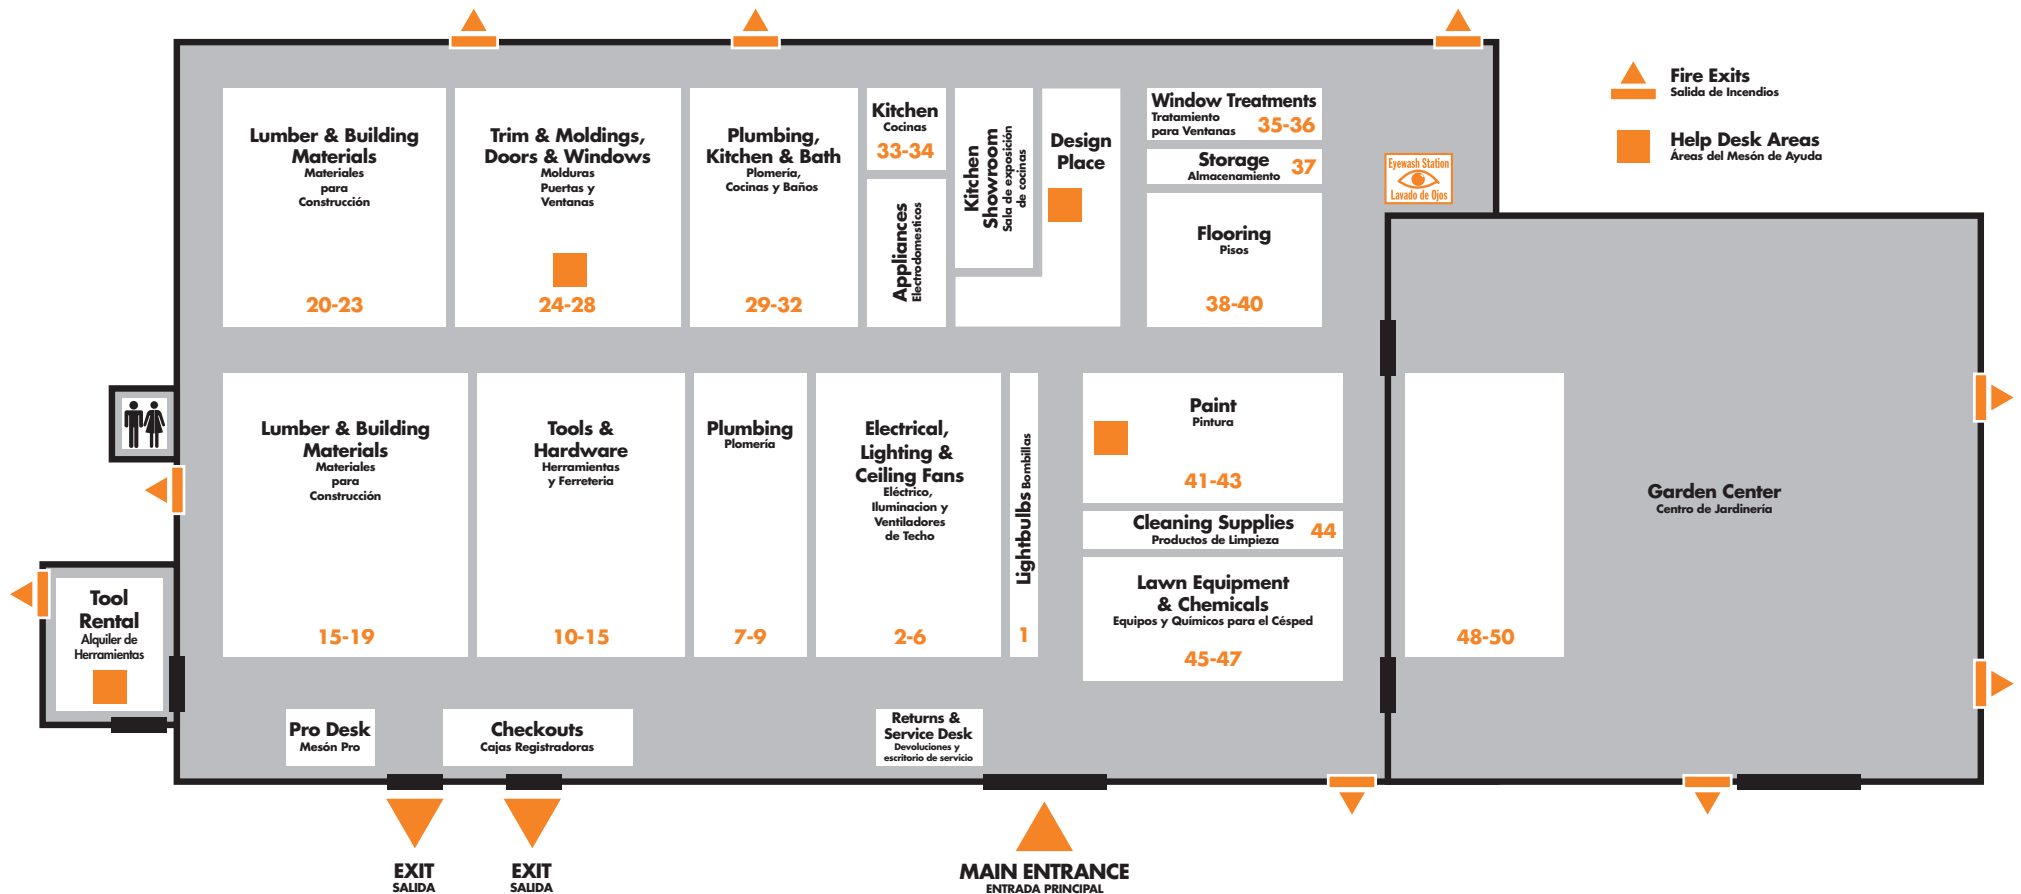 Fire Exits
Salida de Incendios
Help Desk Areas
Áreas del Mesón de Ayuda
Lumber & Building
Materials
Materiales
para
Construcción
20-23
Trim & Moldings,
Doors & Windows
Molduras
Puertas y
Ventanas
24-28
Plumbing,
Kitchen & Bath
Plomería,
Cocinas y Baños
29-32
Kitchen
Cocinas
33-34
Appliances
Electrodomesticos
Kitchen
Showroom
Sala de exposición
de cocinas
Design
Place
Window Treatments
Tratamiento
para Ventanas 35-36
Storage 37
Almacenamiento
Flooring
Pisos
38-40
Eyewash Station
Lavado de Ojos
Lumber & Building
Materials
Materiales
para
Construcción
15-19
Tools &
Hardware
Herramientas
y Ferreteria
10-15
Plumbing
Plomería
7-9
Electrical,
Lighting &
Ceiling Fans
Eléctrico,
Iluminacion y
Ventiladores
de Techo
2-6
Lightbulbs Bombillas
1
Paint
Pintura
41-43
Cleaning Supplies 44
Productos de Limpieza
Lawn Equipment
& Chemicals
Equipos y Químicos para el Césped
45-47
48-50
Garden Center
Centro de Jardinería
Tool
Rental
Alquiler de
Herramientas
Pro Desk
Mesón Pro
Checkouts
Cajas Registradoras
Returns &
Service Desk
Devoluciones y
escritorio de servicio
EXIT
SALIDA
EXIT
SALIDA
MAIN ENTRANCE
ENTRADA PRINCIPAL